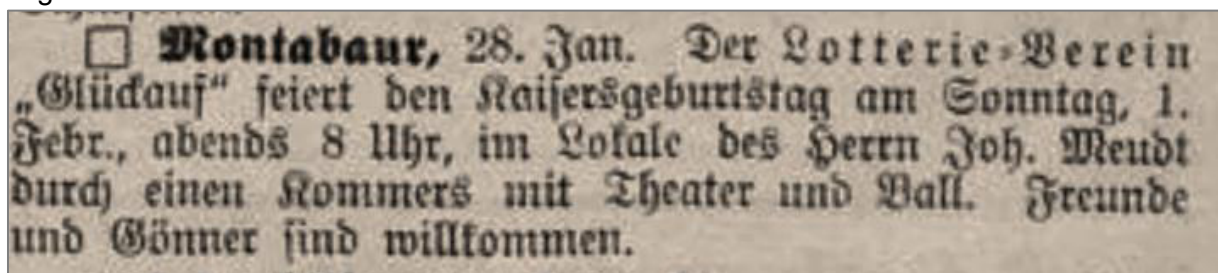 □ Montabaur, 28. Jan. Der Lotterie-Verein
„Glückauf“ feiert den Kaisersgeburtstag am Sonntag, 1.
Febr., abends 8 Uhr, im Lokale des Herrn Joh. Meudt
durch einen Kommers mit Theater und Ball. Freunde
und Gönner sind willkommen.